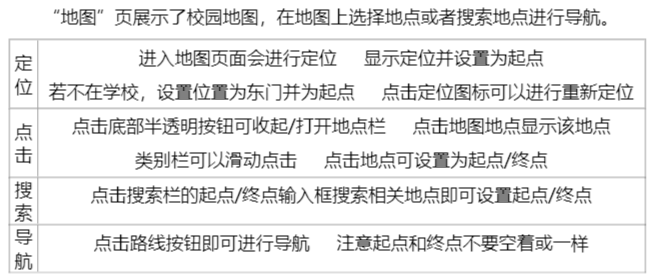 “地图”页展示了校园地图，在地图上选择地点或者搜索地点进行导航。
定位
进入地图页面会进行定位 显示定位并设置为起点
若不在学校，设置位置为东门并为起点 点击定位图标可以进行重新定位
点击
点击底部半透明按钮可收起/打开地点栏 点击地图地点显示该地点
类别栏可以滑动点击 点击地点可设置为起点/终点
搜索
点击搜索栏的起点/终点输入框搜索相关地点即可设置起点/终点
导航
点击路线按钮即可进行导航 注意起点和终点不要空着或一样